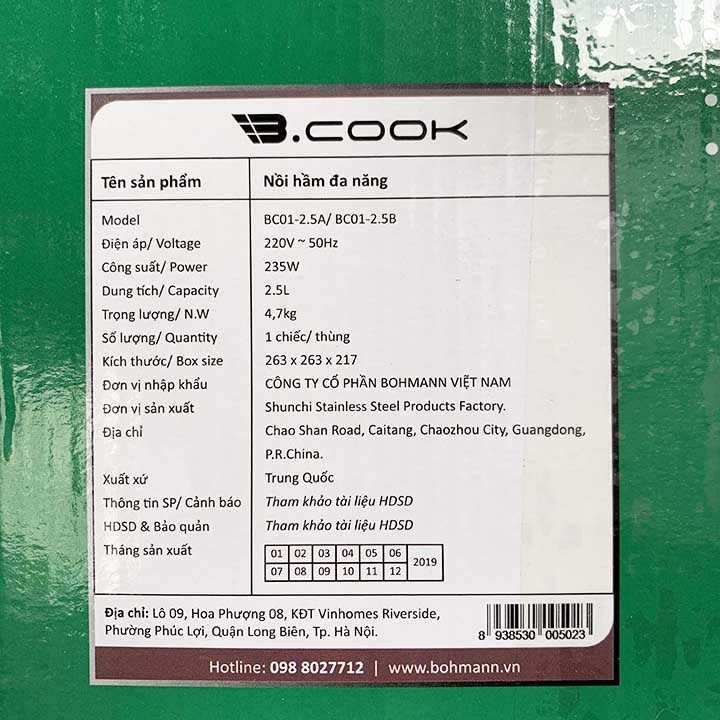 B.COOK
Tên sản phẩm Nồi hầm đa năng
Model BC01-2.5A/ BC01-2.5B
Điện áp/ Voltage 220V ~ 50Hz
Công suất/ Power 235W
Dung tích/ Capacity 2.5L
Trọng lượng/ N.W 4,7kg
Số lượng/ Quantity 1 chiếc/ thùng
Kích thước/ Box size 263 x 263 x 217
Đơn vị nhập khẩu CÔNG TY CỔ PHẦN BOHMANN VIỆT NAM
Đơn vị sản xuất Shunchi Stainless Steel Products Factory.
Địa chỉ Chao Shan Road, Caitang, Chaozhou City, Guangdong,
P.R.China.
Xuất xứ Trung Quốc
Thông tin SP/ Cảnh báo Tham khảo tài liệu HDSD
HDSD & Bảo quản Tham khảo tài liệu HDSD
Tháng sản xuất 01 02 03 04 05 06 2019
07 08 09 10 11 12
Địa chỉ: Lô 09, Hoa Phượng 08, KĐT Vinhomes Riverside,
Phường Phúc Lợi, Quận Long Biên, Tp. Hà Nội.
8 938530 005023
Hotline: 098 8027712 | www.bohmann.vn